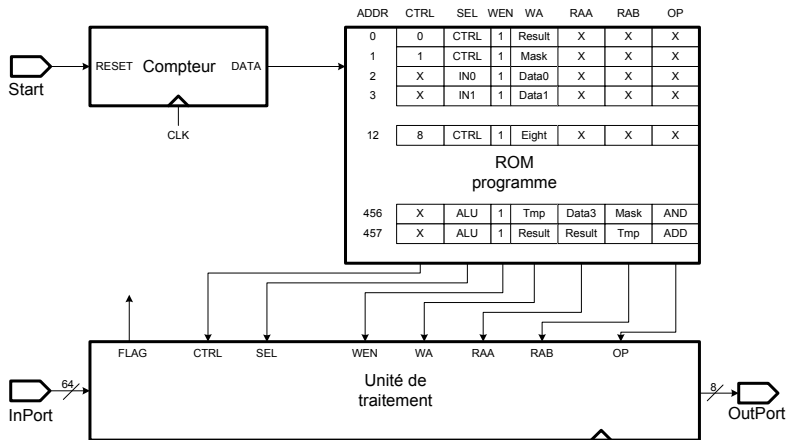 ADDR CTRL SEL WEN WA RAA RAB OP
0 0 CTRL 1 Result X X X
1 1 CTRL 1 Mask X X X
2 X IN0 1 Data0 X X X
3 X IN1 1 Data1 X X X
12 8 CTRL 1 Eight X X X
ROM
programme
456 X ALU 1 Tmp Data3 Mask AND
457 X ALU 1 Result Result Tmp ADD
Start
RESET Compteur DATA
CLK
FLAG CTRL SEL WEN WA RAA RAB OP
Unité de
traitement
64
InPort
8
OutPort